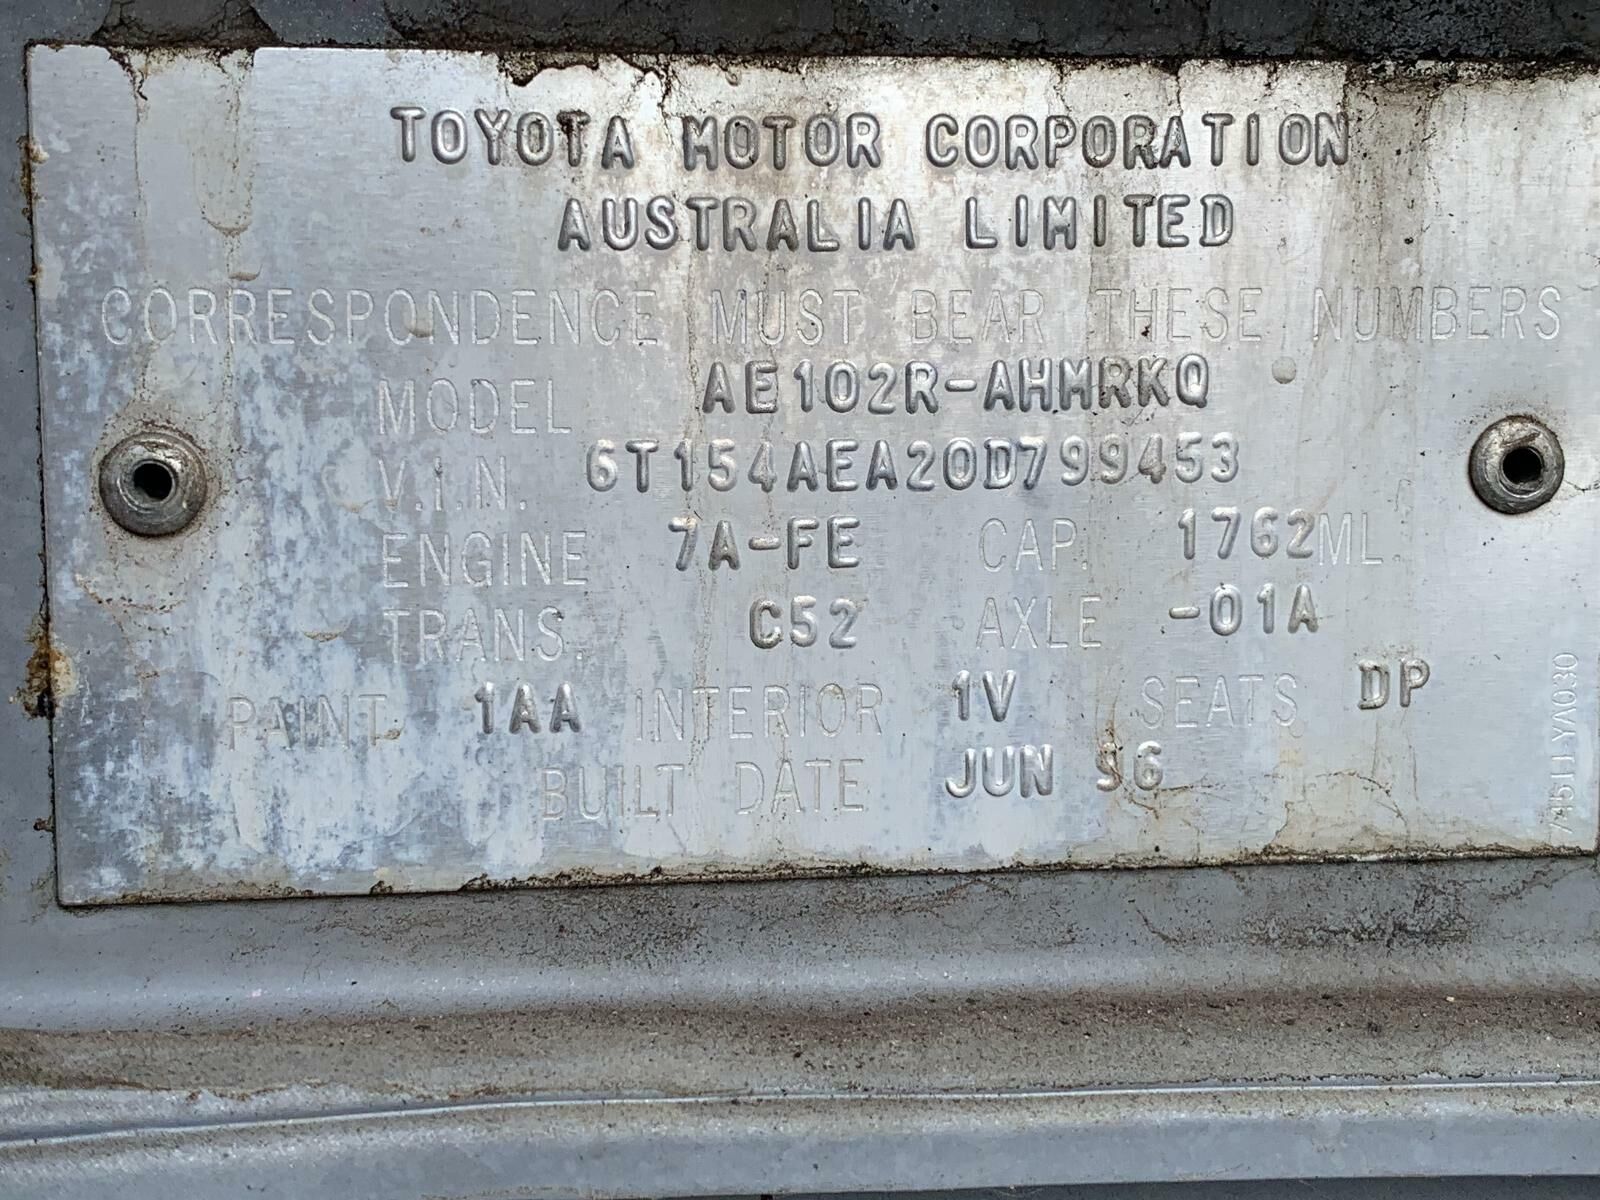 TOYOTA MOTOR CORPORATION
AUSTRALIA LIMITED
CORRESPONDENCE MUST BEAR THESE NUMBERS
MODEL AE102R-AHMRKQ
V.I.N. 6T154AEA20D799453
ENGINE 7A-FE CAP. 1762ML.
TRANS. C52 AXLE -01A
PAINT 1AA INTERIOR 1V SEATS DP
BUILT DATE JUN 96